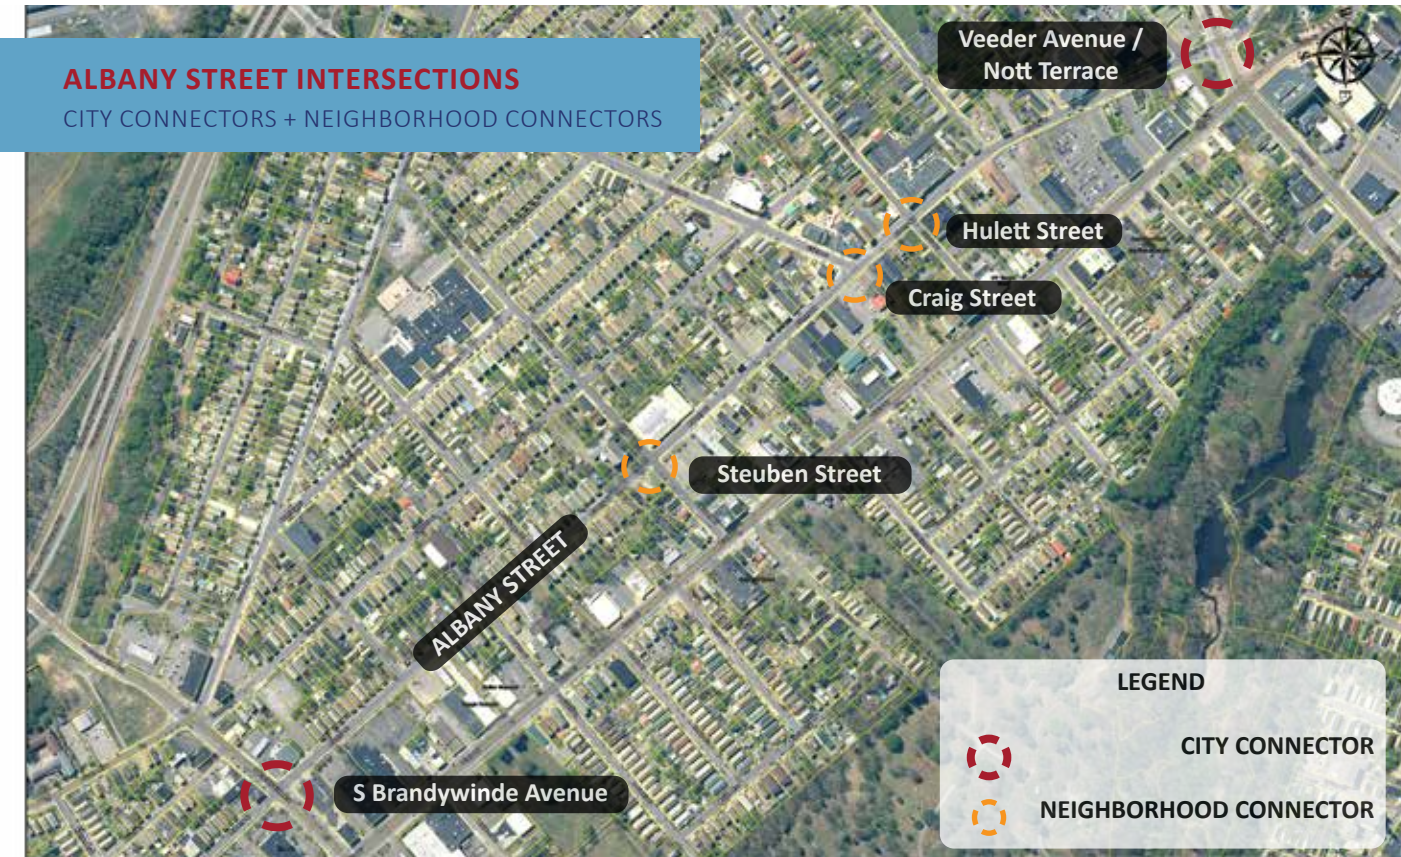 ALBANY STREET INTERSECTIONS
CITY CONNECTORS + NEIGHBORHOOD CONNECTORS
Veeder Avenue /
Nott Terrace
W
E
Hulett Street
Craig Street
Steuben Street
ALBANY STREET
S Brandywinde Avenue
LEGEND
CITY CONNECTOR
NEIGHBORHOOD CONNECTOR